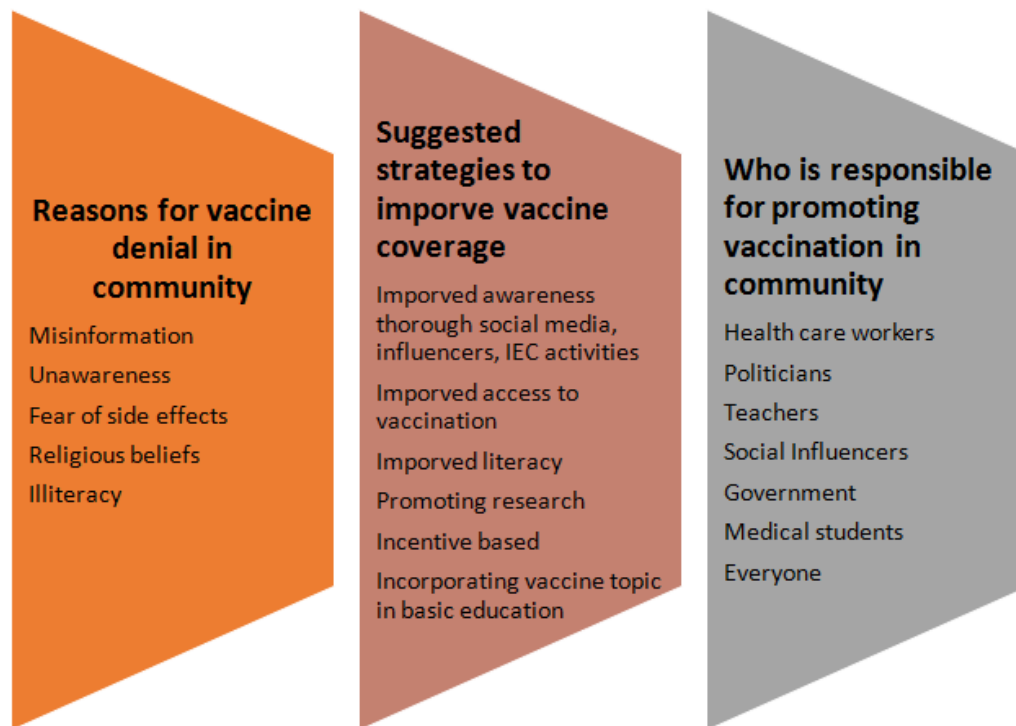 Reasons for vaccine
denial in
community
Misinformation
Unawareness
Fear of side effects
Religious beliefs
Illiteracy
Suggested
strategies to
imporve vaccine
coverage
Imporved awareness
thorough social media,
influencers, IEC activities
Imporved access to
vaccination
Imporved literacy
Promoting research
Incentive based
Incorporating vaccine topic
in basic education
Who is responsible
for promoting
vaccination in
community
Health care workers
Politicians
Teachers
Social Influencers
Government
Medical students
Everyone